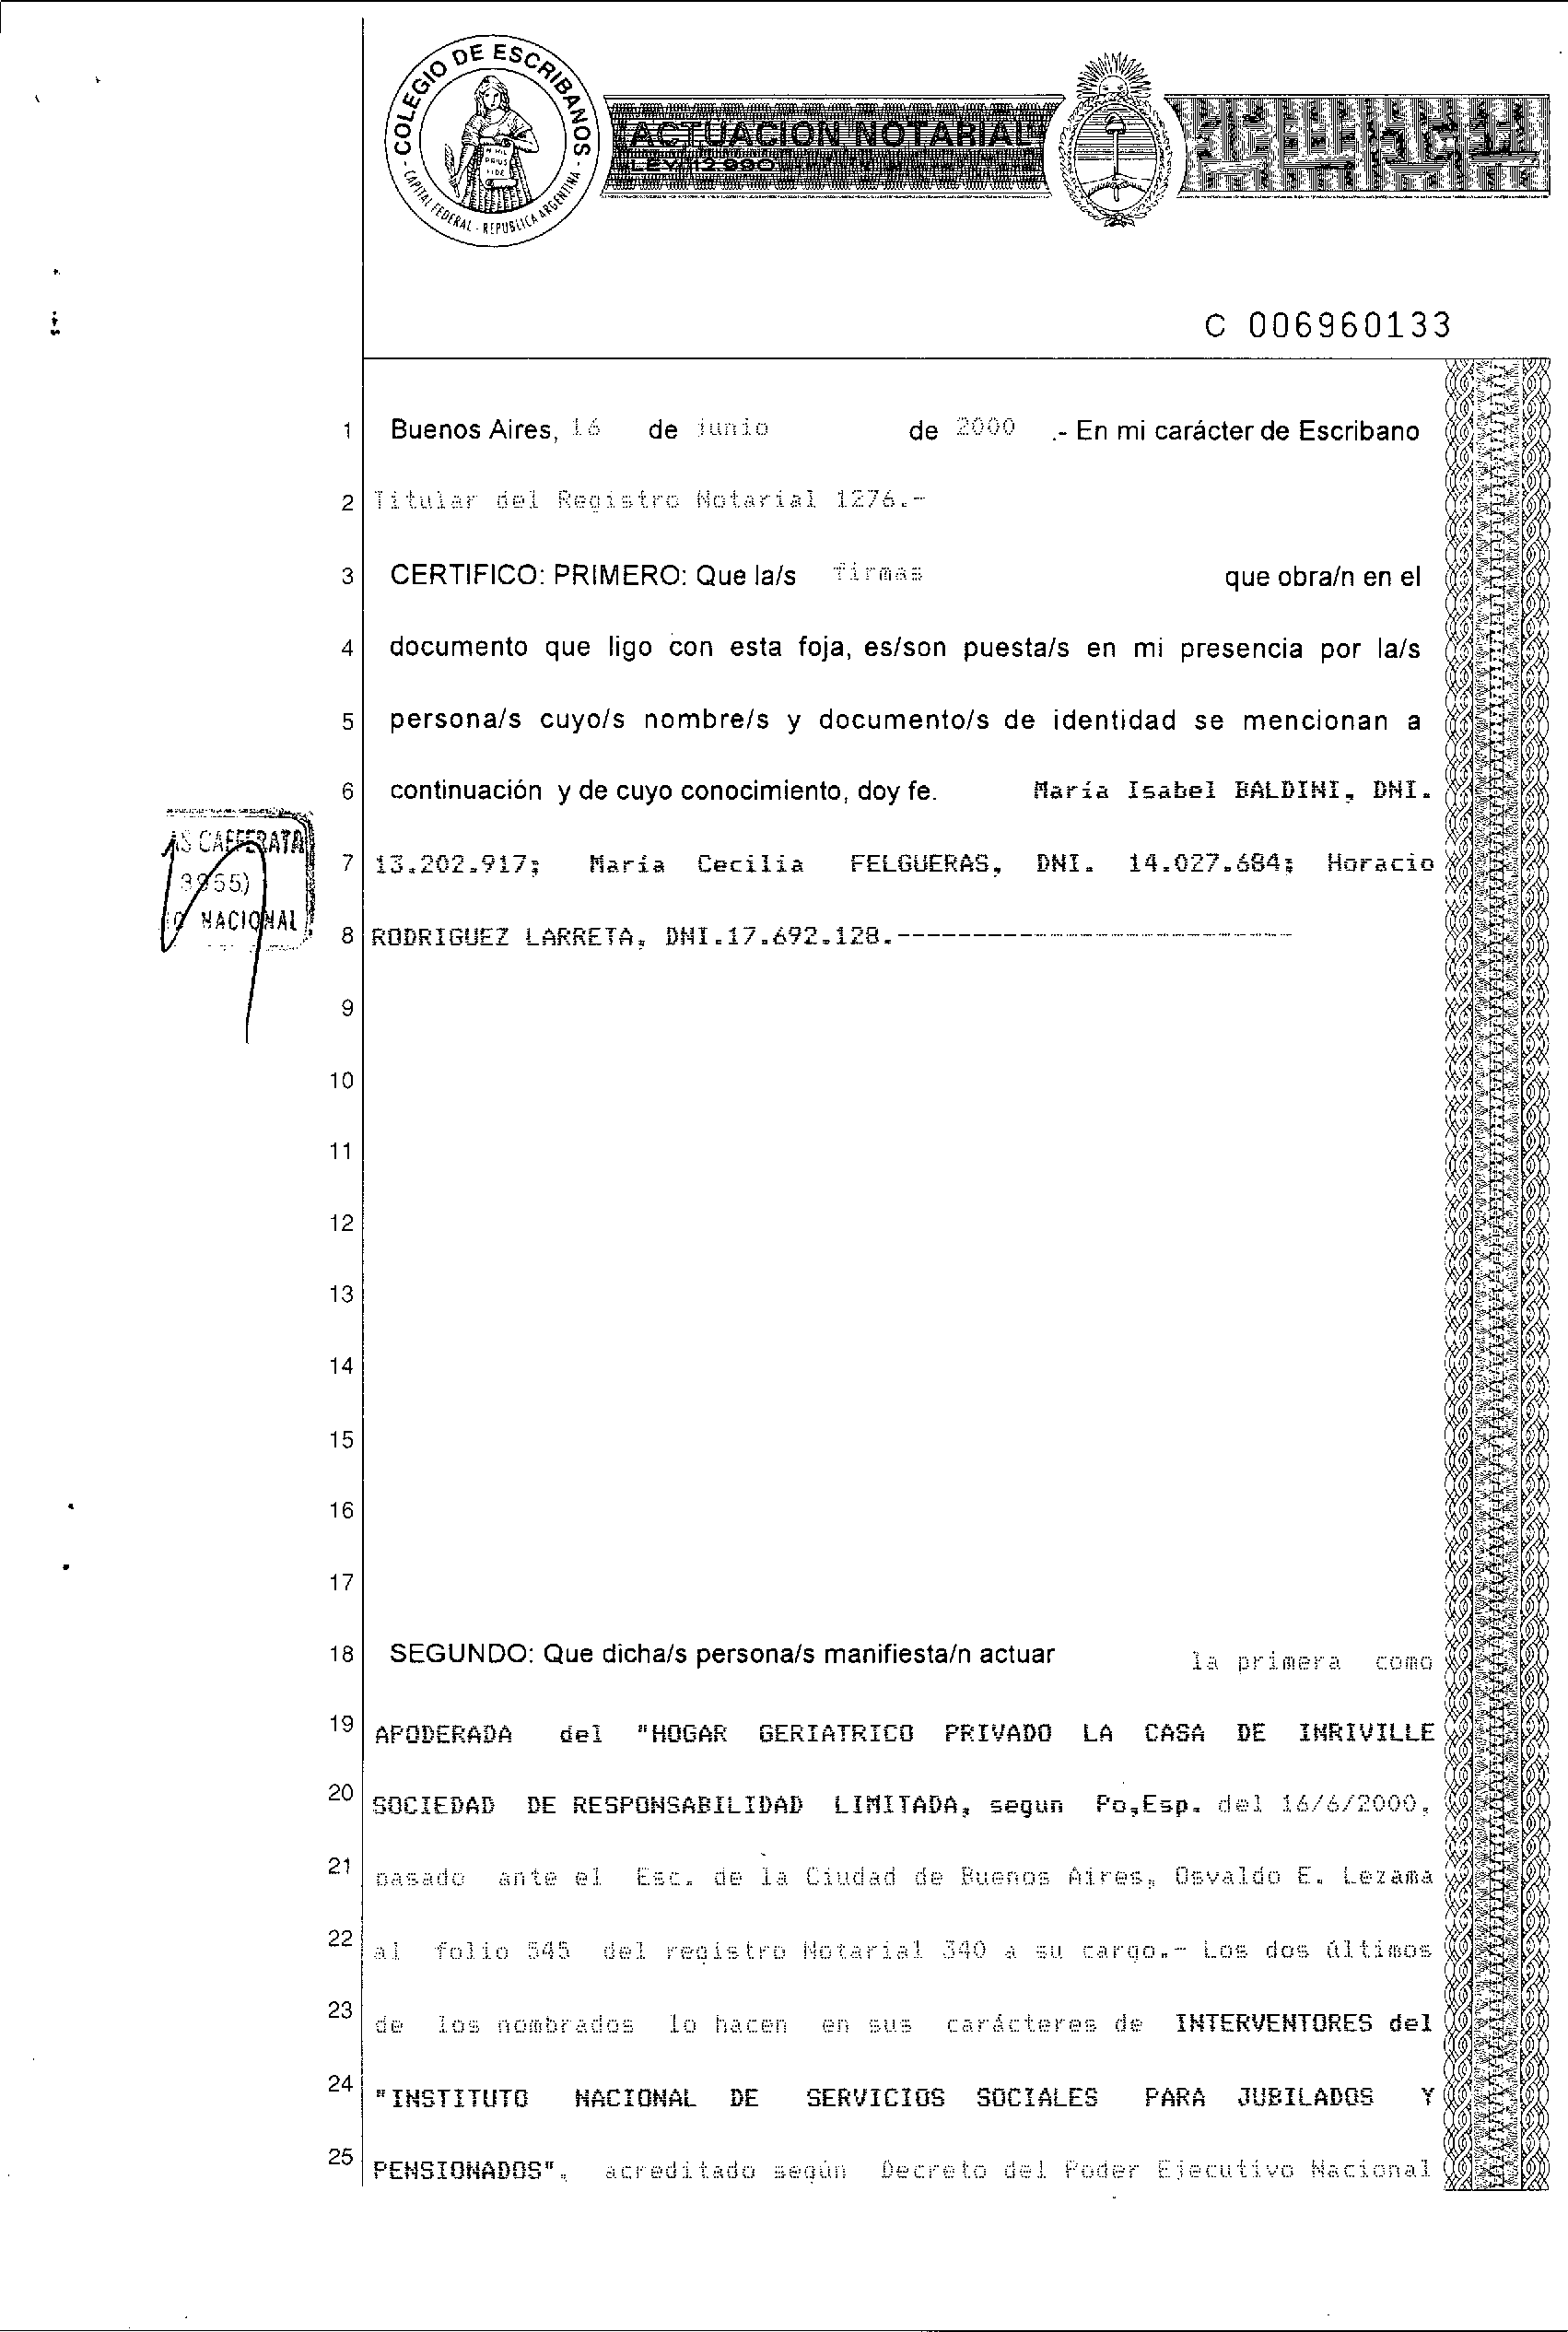 COLEGIO DE ESCRIBANOS
- CAPITAL FEDERAL - REPUBLICA ARGENTINA -
ACTUACION NOTARIAL
LEY 12.990
C 006960133
1 Buenos Aires, 16 de junio de 2000 .- En mi carácter de Escribano
2 Titular del Registro Notarial 1276.-
3 CERTIFICO: PRIMERO: Que la/s firmas que obra/n en el
4 documento que ligo con esta foja, es/son puesta/s en mi presencia por la/s
5 persona/s cuyo/s nombre/s y documento/s de identidad se mencionan a
6 continuación y de cuyo conocimiento, doy fe. María Isabel BALDINI, DNI.
AS CAFFERATA
7 13.202.917; María Cecilia FELGUERAS, DNI. 14.027.684; Horacio
3955)
NACIONAL
8 RODRIGUEZ LARRETA, DNI.17.692.128.--------------------------
9
10
11
12
13
14
15
16
17
18 SEGUNDO: Que dicha/s persona/s manifiesta/n actuar la primera como
19 APODERADA del "HOGAR GERIATRICO PRIVADO LA CASA DE INRIVILLE
20 SOCIEDAD DE RESPONSABILIDAD LIMITADA, segun Po,Esp. del 16/6/2000,
21 pasado ante el Esc. de la Ciudad de Buenos Aires, Osvaldo E. Lezama
22 al folio 545 del registro Notarial 340 a su cargo.- Los dos últimos
23 de los nombrados lo hacen en sus carácteres de INTERVENTORES del
24 "INSTITUTO NACIONAL DE SERVICIOS SOCIALES PARA JUBILADOS Y
25 PENSIONADOS", acreditado según Decreto del Poder Ejecutivo Nacional